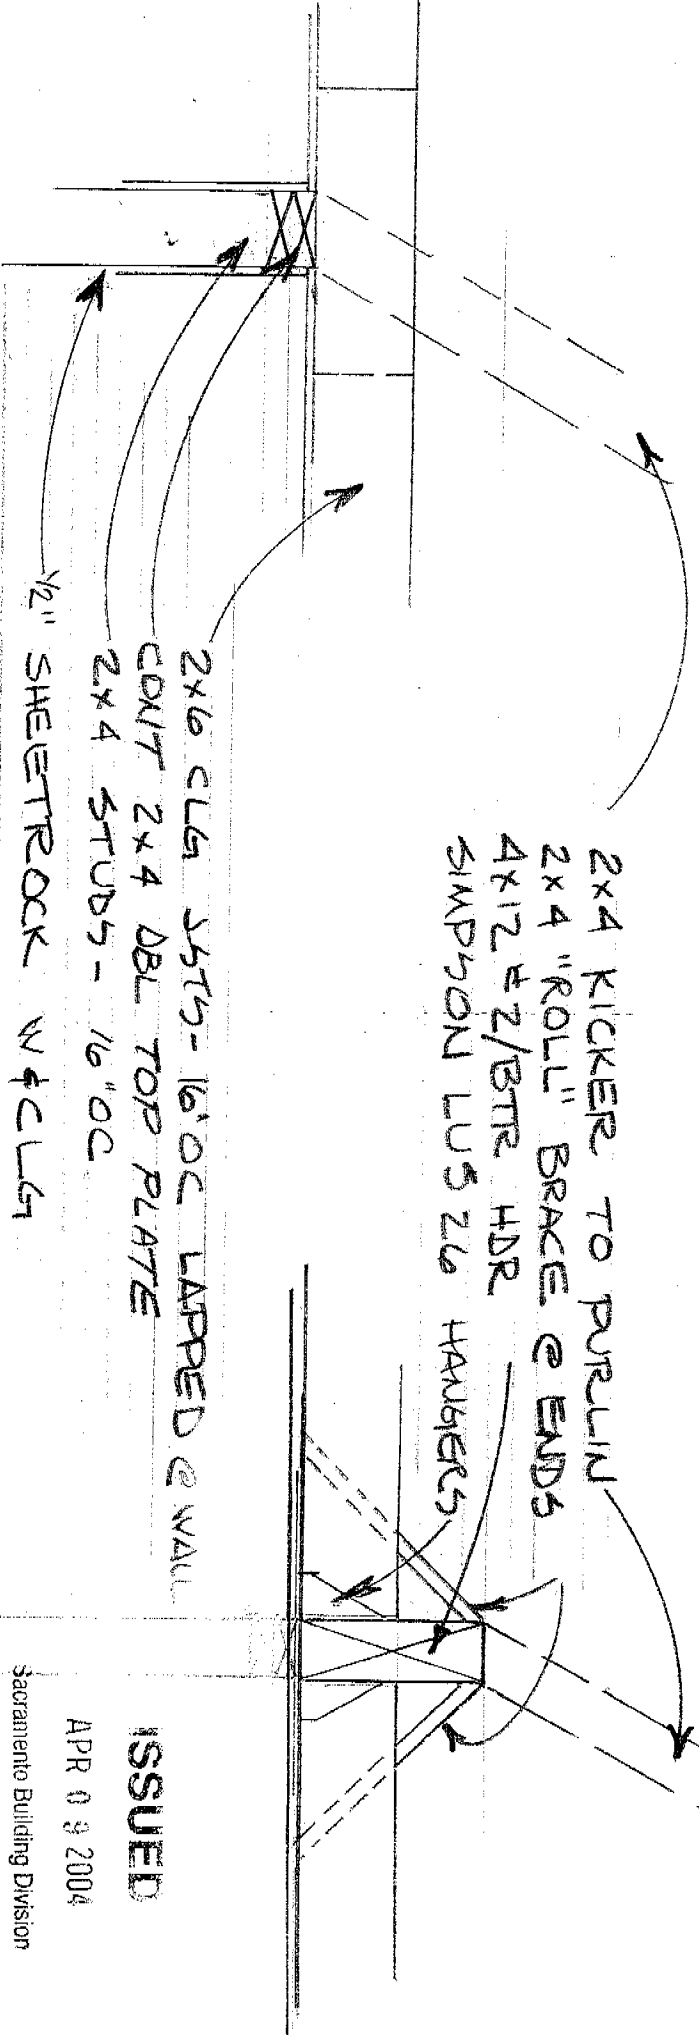 2x4 KICKER TO PURLIN
2x4 "ROLL" BRACE @ ENDS
4x12 #2/BTR HDR
SIMPSON LUS 26 HANGERS
2x6 CLG JSTS - 16" OC LAPPED @ WALL
CONT 2x4 DBL TOP PLATE
2x4 STUDS - 16" OC
1/2" SHEETROCK W & CLG
ISSUED
APR 09 2004
Sacramento Building Division